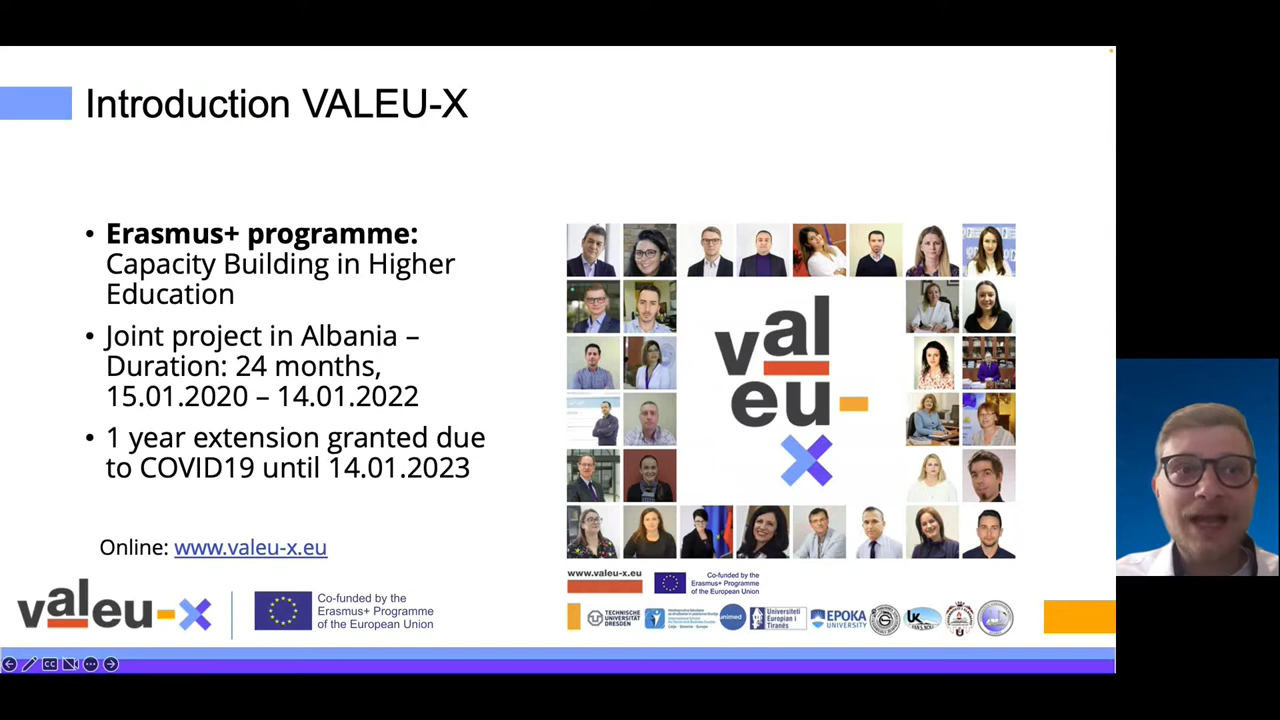 Introduction VALEU-X
• Erasmus+ programme:
Capacity Building in Higher
Education
• Joint project in Albania –
Duration: 24 months,
15.01.2020 – 14.01.2022
• 1 year extension granted due
to COVID19 until 14.01.2023
Online: www.valeu-x.eu
valeu-x
Co-funded by the
Erasmus+ Programme
of the European Union
val
eu-
x
www.valeu-x.eu
Co-funded by the
Erasmus+ Programme
of the European Union
TECHNISCHE
UNIVERSITÄT
DRESDEN
unimed
Universiteti
Europian i
Tiranës
EPOKA
UNIVERSITY
UK
CC